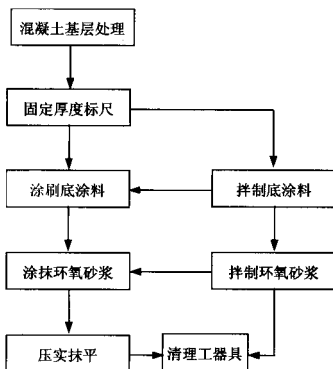 混凝土基层处理
固定厚度标尺
涂刷底涂料
拌制底涂料
涂抹环氧砂浆
拌制环氧砂浆
压实抹平
清理工器具